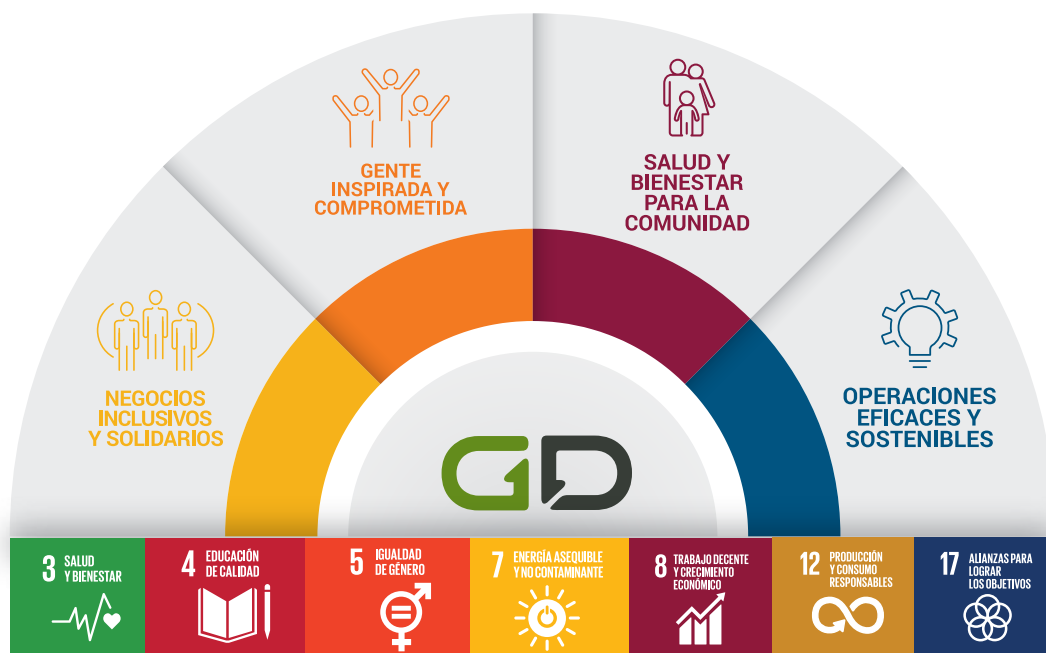 GENTE
INSPIRADA Y
COMPROMETIDA
SALUD Y
BIENESTAR
PARA LA
COMUNIDAD
NEGOCIOS
INCLUSIVOS
Y SOLIDARIOS
OPERACIONES
EFICACES Y
SOSTENIBLES
GD
3 SALUD
Y BIENESTAR
4 EDUCACIÓN
DE CALIDAD
5 IGUALDAD
DE GÉNERO
7 ENERGÍA ASEQUIBLE
Y NO CONTAMINANTE
8 TRABAJO DECENTE
Y CRECIMIENTO
ECONÓMICO
12 PRODUCCIÓN
Y CONSUMO
RESPONSABLES
17 ALIANZAS PARA
LOGRAR
LOS OBJETIVOS